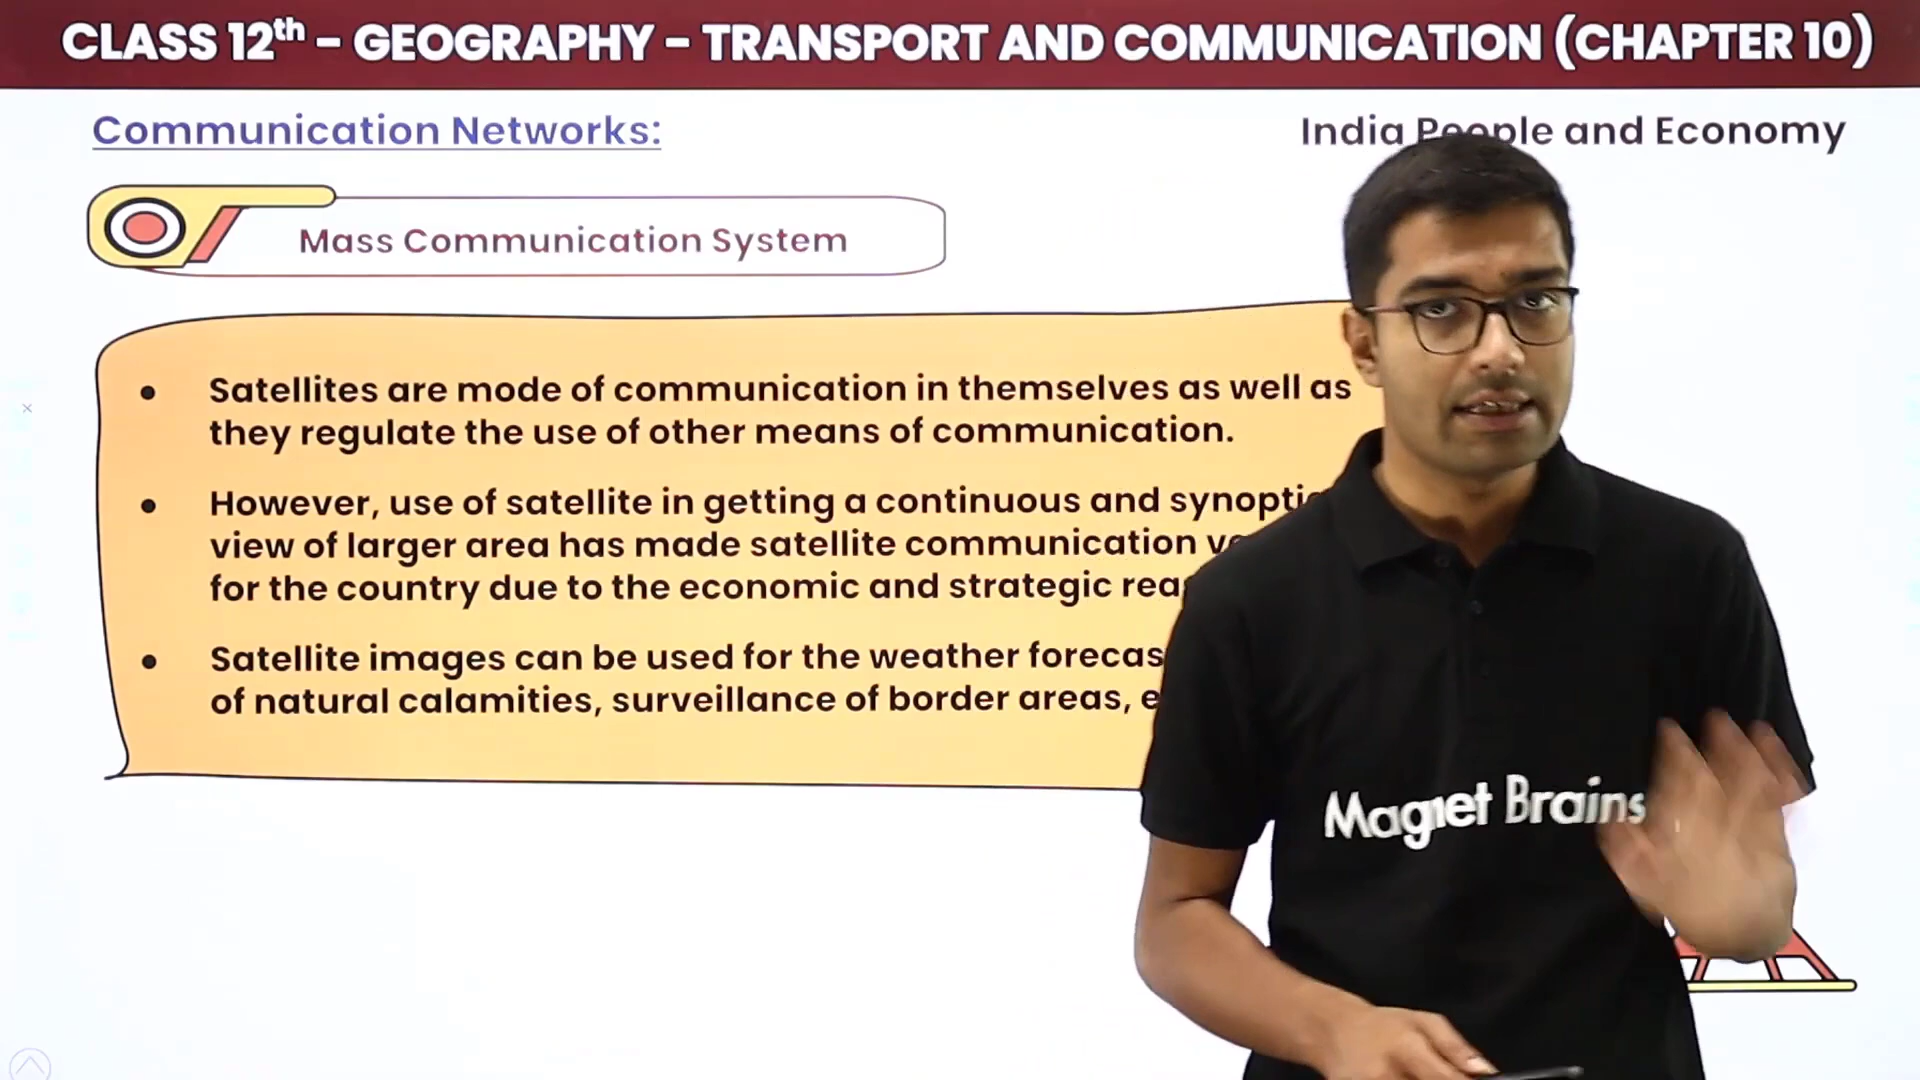 CLASS 12th – GEOGRAPHY – TRANSPORT AND COMMUNICATION (CHAPTER 10)
Communication Networks:
India People and Economy
Mass Communication System
• Satellites are mode of communication in themselves as well as
they regulate the use of other means of communication.
• However, use of satellite in getting a continuous and synoptic
view of larger area has made satellite communication
for the country due to the economic and strategic
• Satellite images can be used for the weather
of natural calamities, surveillance of border areas,
Magnet Brains